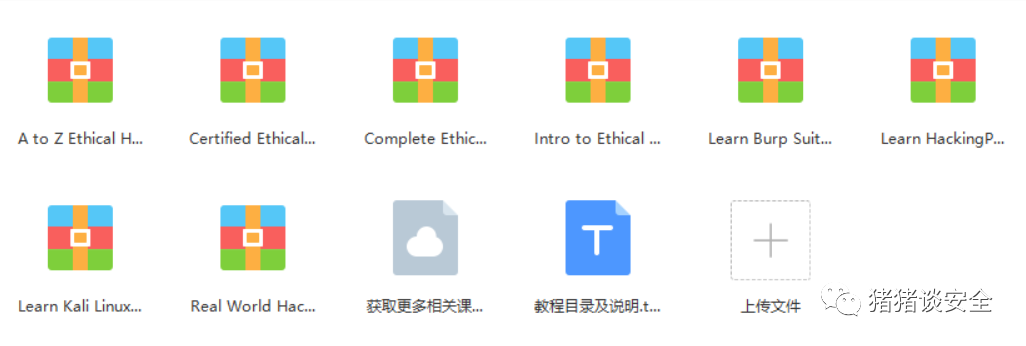 A to Z Ethical H...
Certified Ethical...
Complete Ethic...
Intro to Ethical ...
Learn Burp Suit...
Learn HackingP...
Learn Kali Linux...
Real World Hac...
获取更多相关课...
教程目录及说明.t...
上传文件
猪猪谈安全